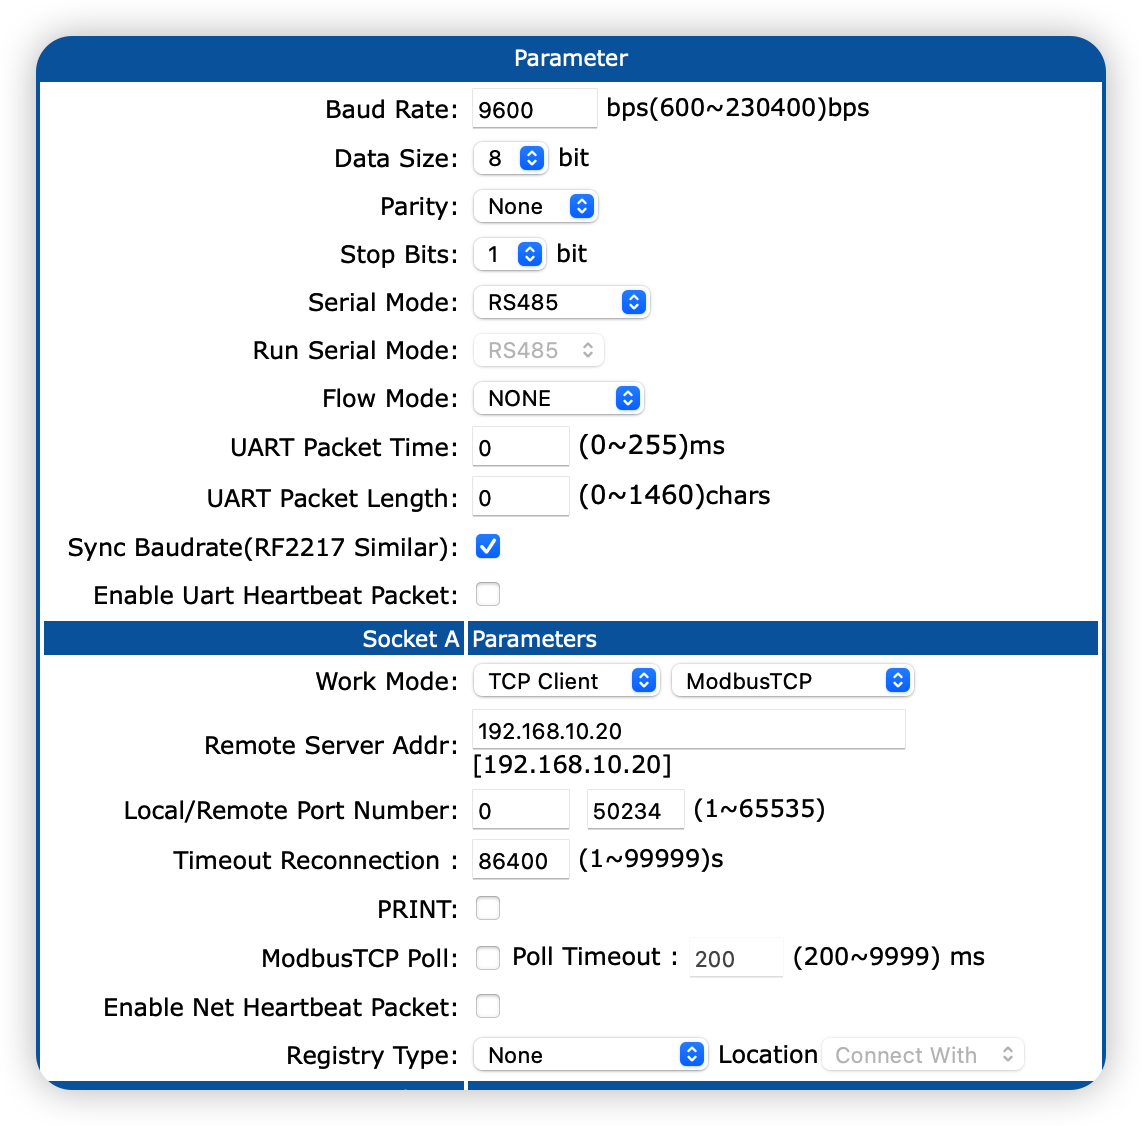 Parameter
Baud Rate: 9600 bps(600~230400)bps
Data Size: 8 bit
Parity: None
Stop Bits: 1 bit
Serial Mode: RS485
Run Serial Mode: RS485
Flow Mode: NONE
UART Packet Time: 0 (0~255)ms
UART Packet Length: 0 (0~1460)chars
Sync Baudrate(RF2217 Similar):
Enable Uart Heartbeat Packet:
Socket A Parameters
Work Mode: TCP Client ModbusTCP
Remote Server Addr: 192.168.10.20
[192.168.10.20]
Local/Remote Port Number: 0 50234 (1~65535)
Timeout Reconnection : 86400 (1~99999)s
PRINT:
ModbusTCP Poll: Poll Timeout : 200 (200~9999) ms
Enable Net Heartbeat Packet:
Registry Type: None Location Connect With